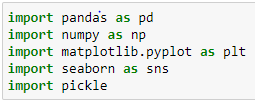 import pandas as pd
import numpy as np
import matplotlib.pyplot as plt
import seaborn as sns
import pickle